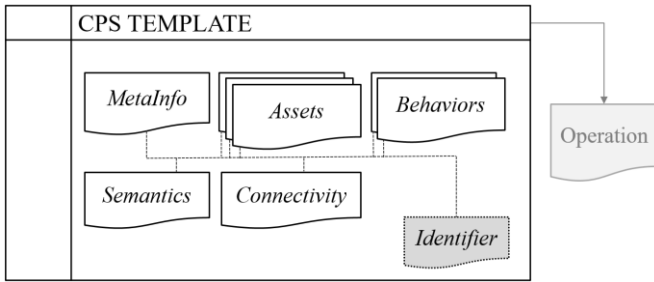 CPS TEMPLATE
MetaInfo
Assets
Behaviors
Operation
Semantics
Connectivity
Identifier